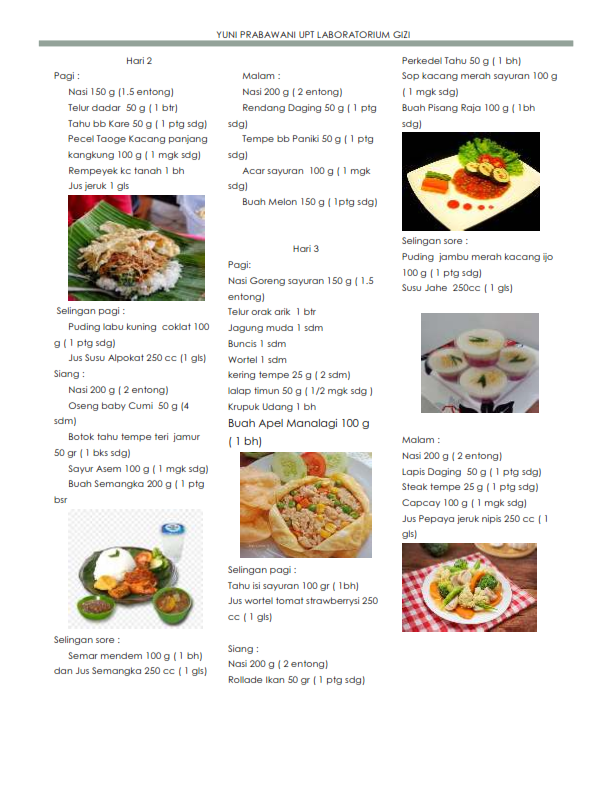 YUNI PRABAWANI UPT LABORATORIUM GIZI
Hari 2
Pagi :
Nasi 150 g (1.5 entong)
Telur dadar 50 g ( 1 btr)
Tahu bb Kare 50 g ( 1 ptg sdg)
Pecel Taoge Kacang panjang
kangkung 100 g ( 1 mgk sdg)
Rempeyek kc tanah 1 bh
Jus jeruk 1 gls
Selingan pagi :
Puding labu kuning coklat 100
g ( 1 ptg sdg)
Jus Susu Alpokat 250 cc (1 gls)
Siang :
Nasi 200 g ( 2 entong)
Oseng baby Cumi 50 g (4
sdm)
Botok tahu tempe teri jamur
50 gr ( 1 bks sdg)
Sayur Asem 100 g ( 1 mgk sdg)
Buah Semangka 200 g ( 1 ptg
bsr
Selingan sore :
Semar mendem 100 g ( 1 bh)
dan Jus Semangka 250 cc ( 1 gls)
Malam :
Nasi 200 g ( 2 entong)
Rendang Daging 50 g ( 1 ptg
sdg)
Tempe bb Paniki 50 g ( 1 ptg
sdg)
Acar sayuran 100 g ( 1 mgk
sdg)
Buah Melon 150 g ( 1ptg sdg)
Hari 3
Pagi:
Nasi Goreng sayuran 150 g ( 1.5
entong)
Telur orak arik 1 btr
Jagung muda 1 sdm
Buncis 1 sdm
Wortel 1 sdm
kering tempe 25 g ( 2 sdm)
lalap timun 50 g ( 1/2 mgk sdg )
Krupuk Udang 1 bh
Buah Apel Manalagi 100 g
( 1 bh)
Selingan pagi :
Tahu isi sayuran 100 gr ( 1bh)
Jus wortel tomat strawberrysi 250
cc ( 1 gls)
Siang :
Nasi 200 g ( 2 entong)
Rollade Ikan 50 gr ( 1 ptg sdg)
Perkedel Tahu 50 g ( 1 bh)
Sop kacang merah sayuran 100 g
( 1 mgk sdg)
Buah Pisang Raja 100 g ( 1bh
sdg)
Selingan sore :
Puding jambu merah kacang ijo
100 g ( 1 ptg sdg)
Susu Jahe 250cc ( 1 gls)
Malam :
Nasi 200 g ( 2 entong)
Lapis Daging 50 g ( 1 ptg sdg)
Steak tempe 25 g ( 1 ptg sdg)
Capcay 100 g ( 1 mgk sdg)
Jus Pepaya jeruk nipis 250 cc ( 1
gls)